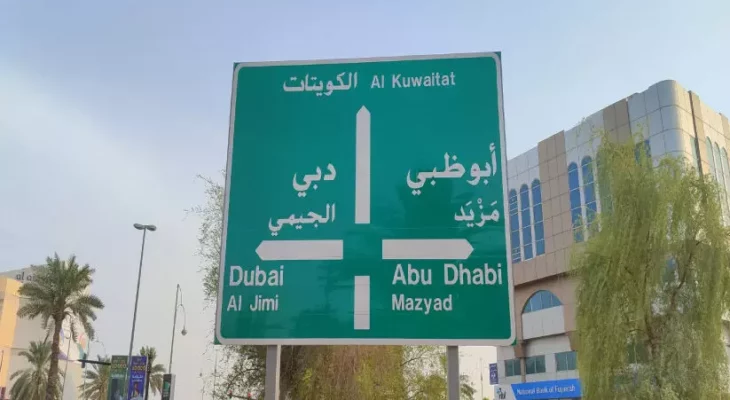 الكويتات Al Kuwaitat
دبي
الجيمي
Dubai
Al Jimi
أبوظبي
مَزْيَد
Abu Dhabi
Mazyad
National Bank of Fujairah